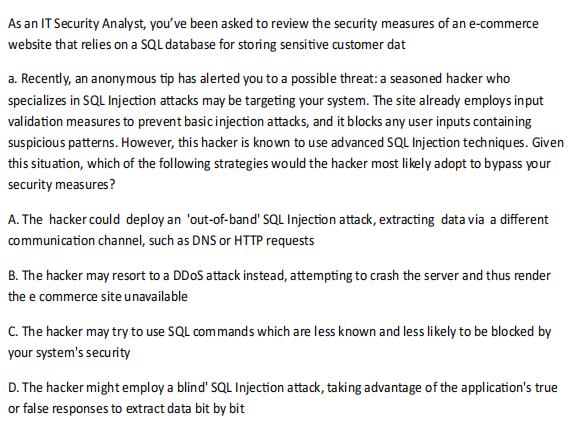 As an IT Security Analyst, you've been asked to review the security measures of an e-commerce
website that relies on a SQL database for storing sensitive customer dat
a. Recently, an anonymous tip has alerted you to a possible threat: a seasoned hacker who
specializes in SQL Injection attacks may be targeting your system. The site already employs input
validation measures to prevent basic injection attacks, and it blocks any user inputs containing
suspicious patterns. However, this hacker is known to use advanced SQL Injection techniques. Given
this situation, which of the following strategies would the hacker most likely adopt to bypass your
security measures?
A. The hacker could deploy an 'out-of-band' SQL Injection attack, extracting data via a different
communication channel, such as DNS or HTTP requests
B. The hacker may resort to a DDoS attack instead, attempting to crash the server and thus render
the e commerce site unavailable
C. The hacker may try to use SQL commands which are less known and less likely to be blocked by
your system's security
D. The hacker might employ a blind' SQL Injection attack, taking advantage of the application's true
or false responses to extract data bit by bit